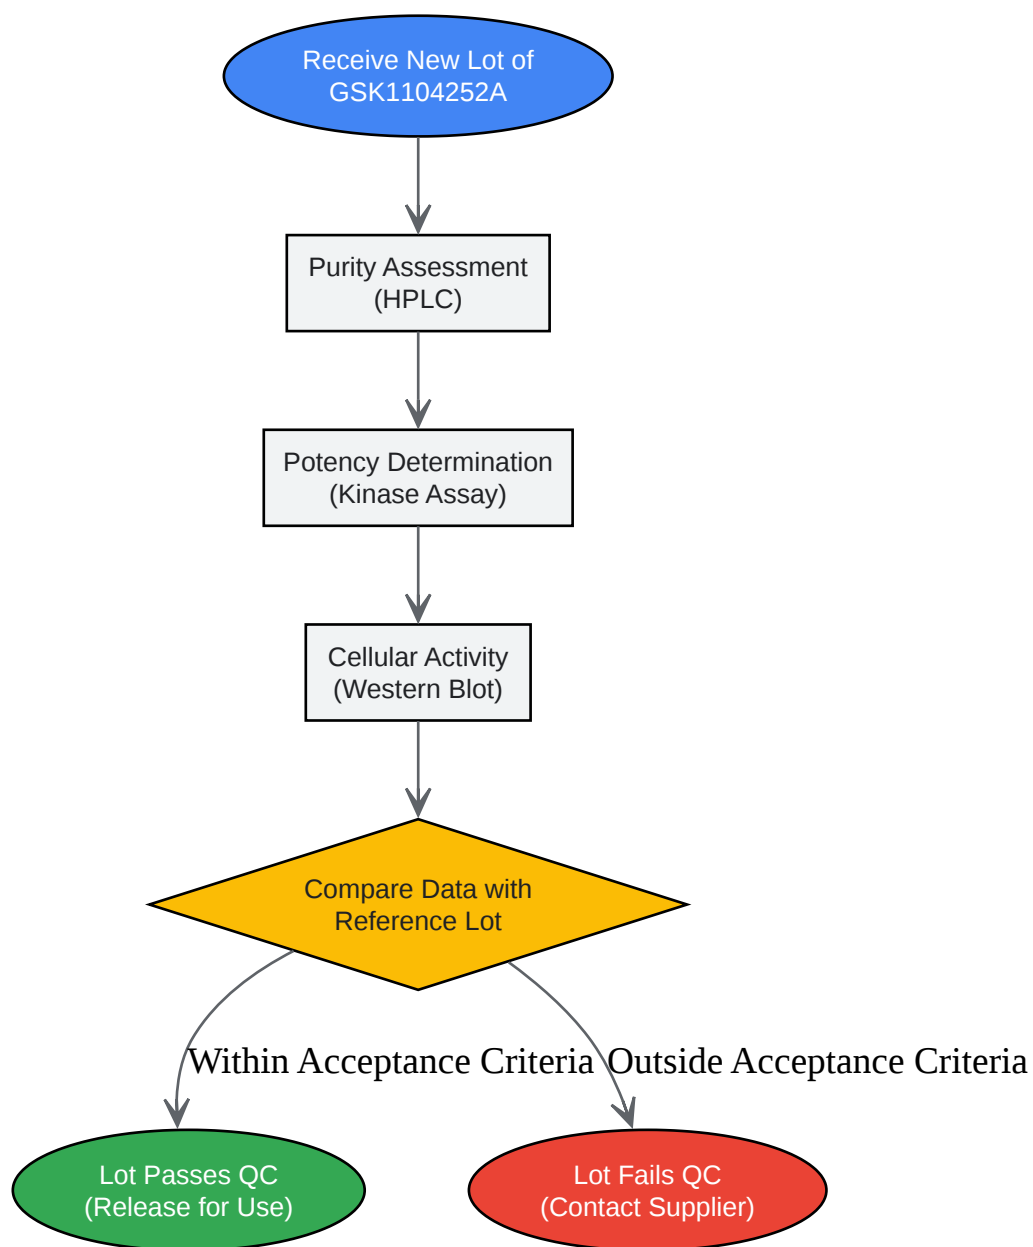 Receive New Lot of
GSK1104252A
Purity Assessment
(HPLC)
Potency Determination
(Kinase Assay)
Cellular Activity
(Western Blot)
Compare Data with
Reference Lot
Within Acceptance Criteria
Outside Acceptance Criteria
Lot Passes QC
(Release for Use)
Lot Fails QC
(Contact Supplier)